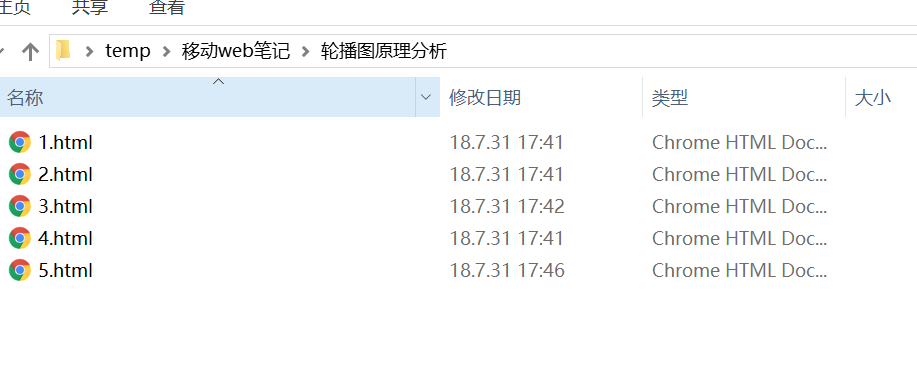 主页 共享 查看
temp 移动web笔记 轮播图原理分析
名称 修改日期 类型 大小
1.html 18.7.31 17:41 Chrome HTML Doc...
2.html 18.7.31 17:41 Chrome HTML Doc...
3.html 18.7.31 17:42 Chrome HTML Doc...
4.html 18.7.31 17:41 Chrome HTML Doc...
5.html 18.7.31 17:46 Chrome HTML Doc...